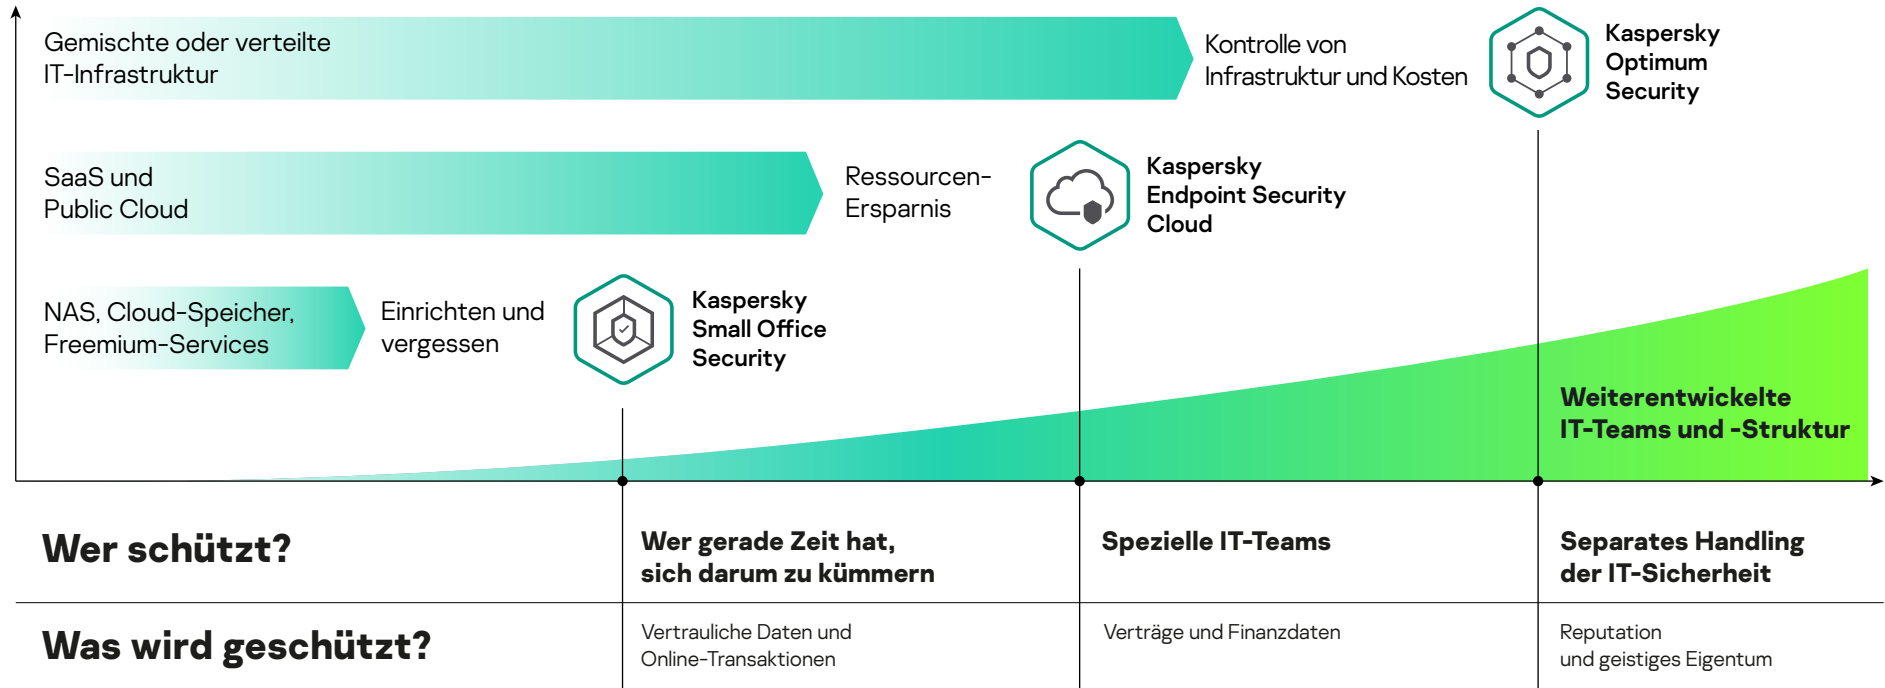 Gemischte oder verteilte
IT-Infrastruktur
Kontrolle von
Infrastruktur und Kosten
Kaspersky
Optimum
Security
SaaS und
Public Cloud
Ressourcen-
Ersparnis
Kaspersky
Endpoint Security
Cloud
NAS, Cloud-Speicher,
Freemium-Services
Einrichten und
vergessen
Kaspersky
Small Office
Security
Weiterentwickelte
IT-Teams und -Struktur
Wer schützt?
Wer gerade Zeit hat,
sich darum zu kümmern
Spezielle IT-Teams
Separates Handling
der IT-Sicherheit
Was wird geschützt?
Vertrauliche Daten und
Online-Transaktionen
Verträge und Finanzdaten
Reputation
und geistiges Eigentum